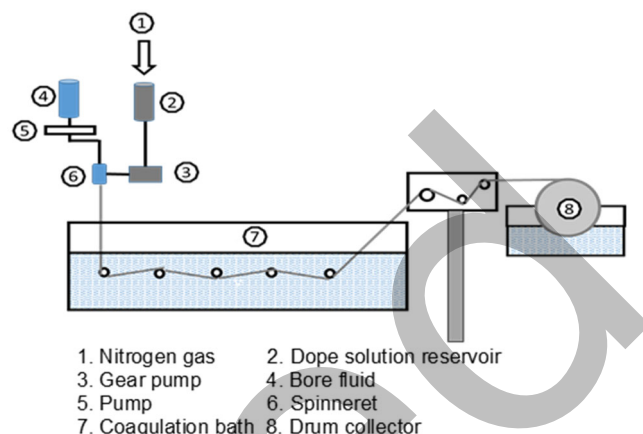 1
4
2
5
6
3
7
8
1. Nitrogen gas 2. Dope solution reservoir
3. Gear pump 4. Bore fluid
5. Pump 6. Spinneret
7. Coagulation bath 8. Drum collector